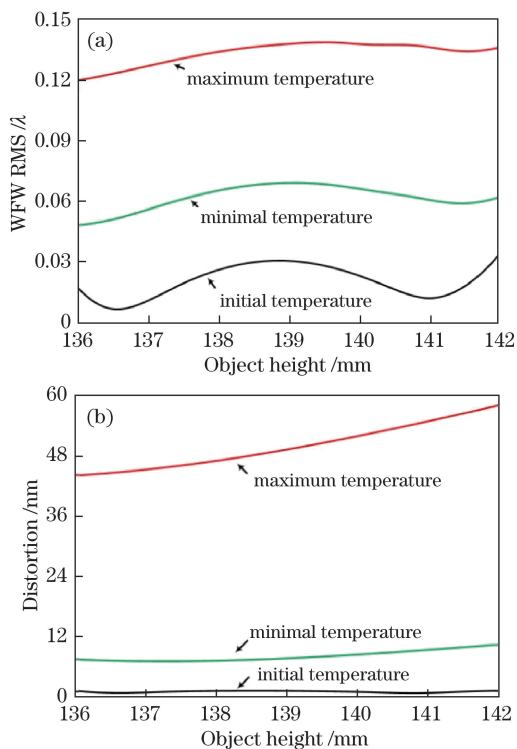 (a)
0.15
0.12
0.09
0.06
0.03
0
WFW RMS /λ
maximum temperature
minimal temperature
initial temperature
136 137 138 139 140 141 142
Object height /mm
(b)
60
48
36
24
12
0
Distortion /nm
maximum temperature
minimal temperature
initial temperature
136 137 138 139 140 141 142
Object height /mm